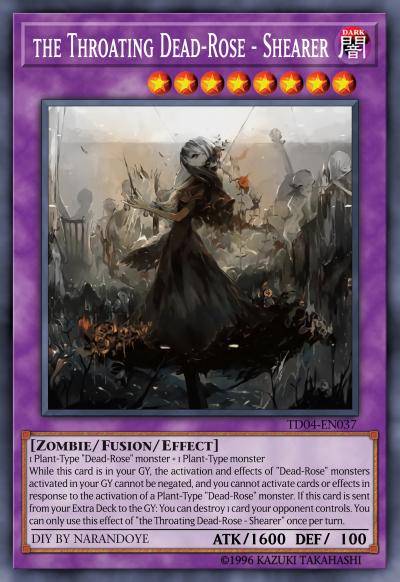 the Throating Dead-Rose - Shearer
DARK
闇
TD04-EN037
[Zombie/Fusion/Effect]
1 Plant-Type "Dead-Rose" monster + 1 Plant-Type monster
While this card is in your GY, the activation and effects of "Dead-Rose" monsters
activated in your GY cannot be negated, and you cannot activate cards or effects in
response to the activation of a Plant-Type "Dead-Rose" monster. If this card is sent
from your Extra Deck to the GY: You can destroy 1 card your opponent controls. You
can only use this effect of "the Throating Dead-Rose - Shearer" once per turn.
DIY BY NARANDOYE
ATK/1600 DEF/ 100
©1996 KAZUKI TAKAHASHI